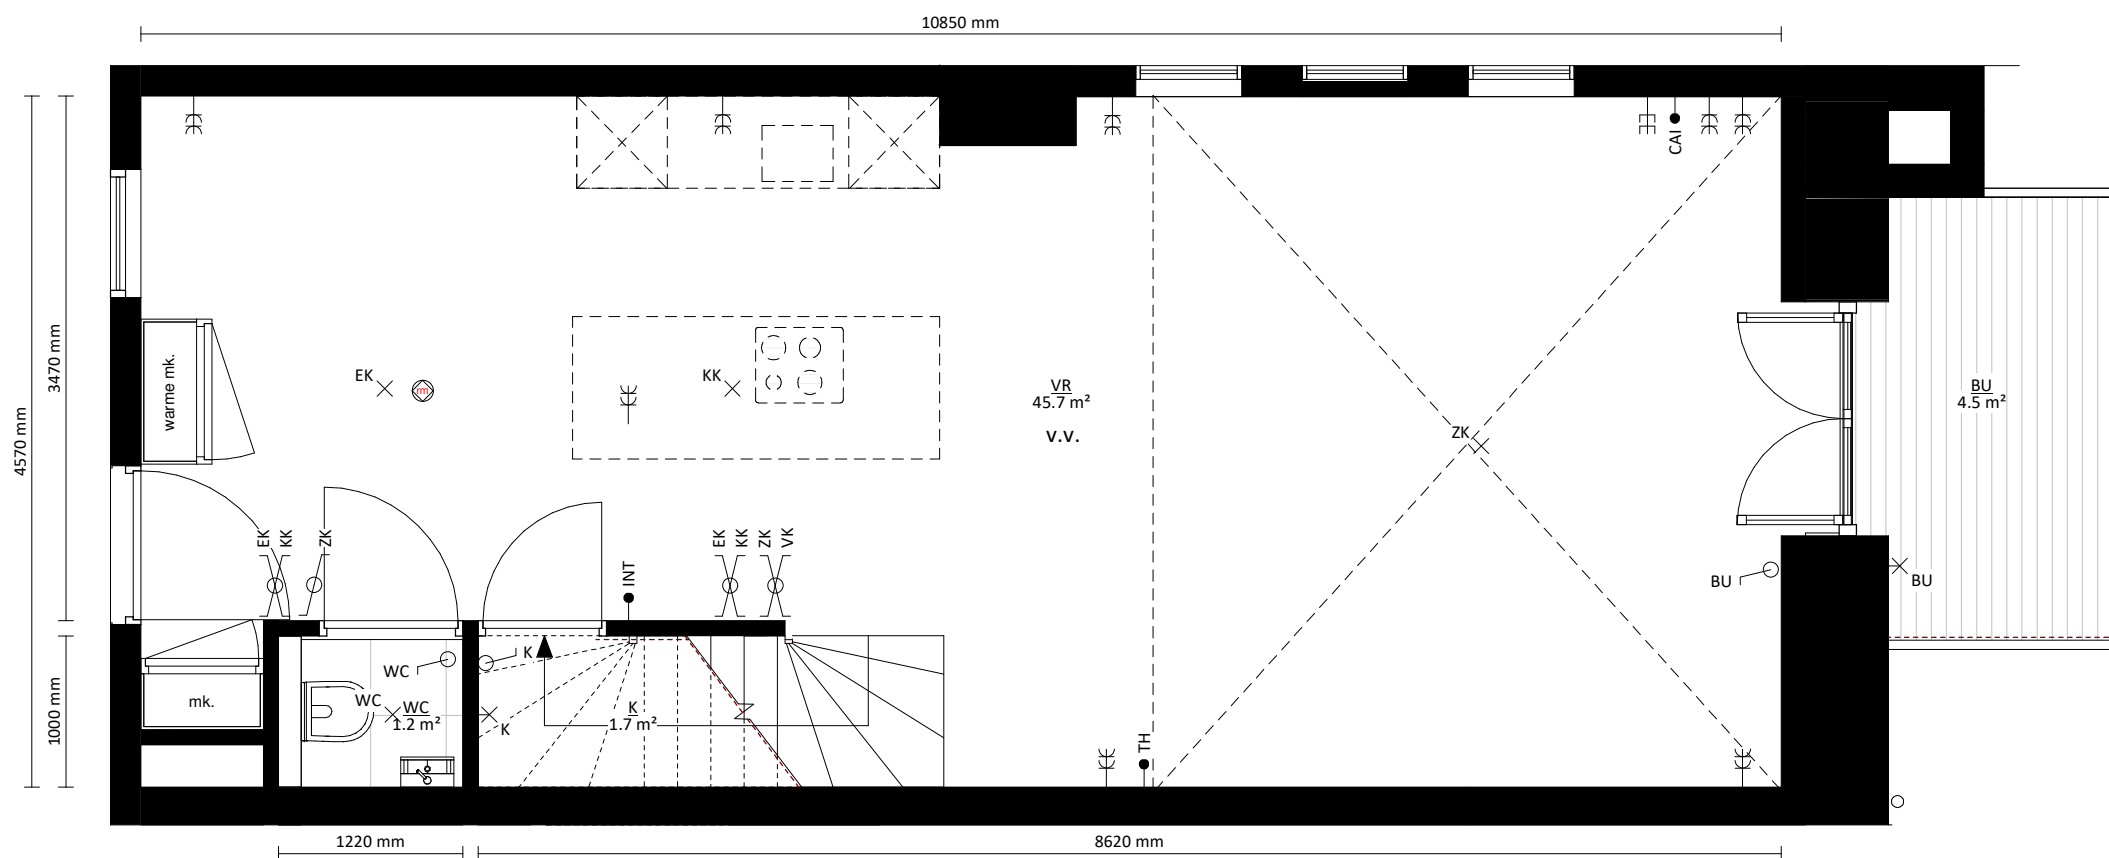 10850 mm
CAI
3470 mm
4570 mm
warme mk.
EK
rm
KK
VR
45.7 m²
v.v.
BU
4.5 m²
ZK
EK
KK
ZK
EK
KK
ZK
VK
INT
BU
BU
1000 mm
mk.
WC
WC
WC
1.2 m²
K
K
K
1.7 m²
TH
1220 mm
8620 mm